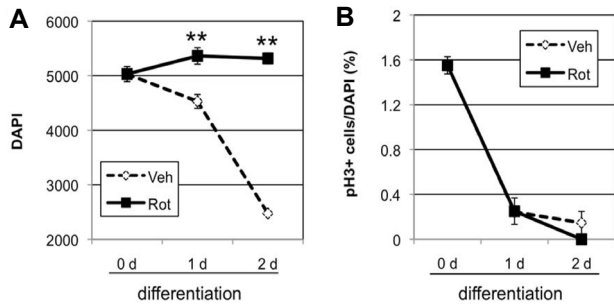 A
DAPI
6000
5000
4000
3000
2000
** **
Veh
Rot
0 d 1 d 2 d
differentiation
B
pH3+ cells/DAPI (%)
2
1.6
1.2
0.8
0.4
0
Veh
Rot
0 d 1 d 2 d
differentiation